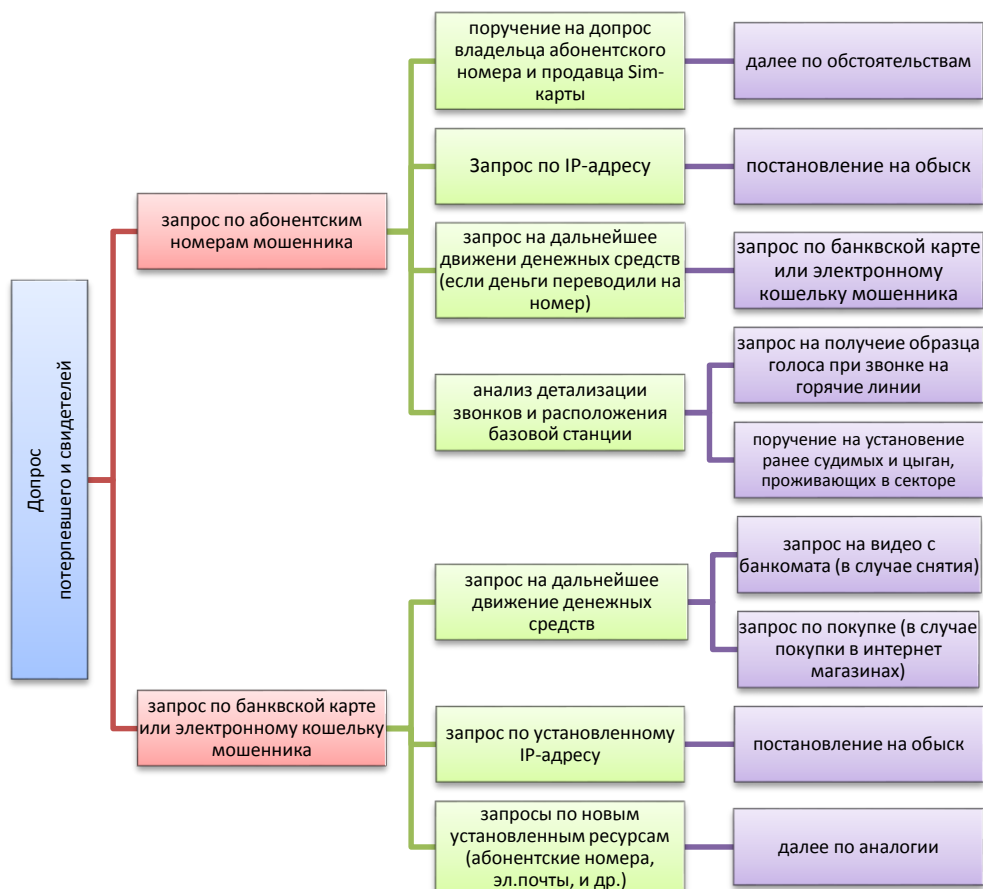 Допрос
потерпевшего и свидетелей
запрос по абонентским
номерам мошенника
поручение на допрос
владельца абонентского
номера и продавца Sim-
карты
далее по обстоятельствам
Запрос по IP-адресу
постановление на обыск
запрос на дальнейшее
движени денежных средств
(если деньги переводили на
номер)
запрос по банквской карте
или электронному
кошельку мошенника
анализ детализации
звонков и расположения
базовой станции
запрос на получеие образца
голоса при звонке на
горячие линии
поручение на установение
ранее судимых и цыган,
проживающих в секторе
запрос по банквской карте
или электронному кошельку
мошенника
запрос на дальнейшее
движение денежных
средств
запрос на видео с
банкомата (в случае снятия)
запрос по покупке (в случае
покупки в интернет
магазинах)
запрос по установленному
IP-адресу
постановление на обыск
запросы по новым
установленным ресурсам
(абонентские номера,
эл.почты, и др.)
далее по аналогии